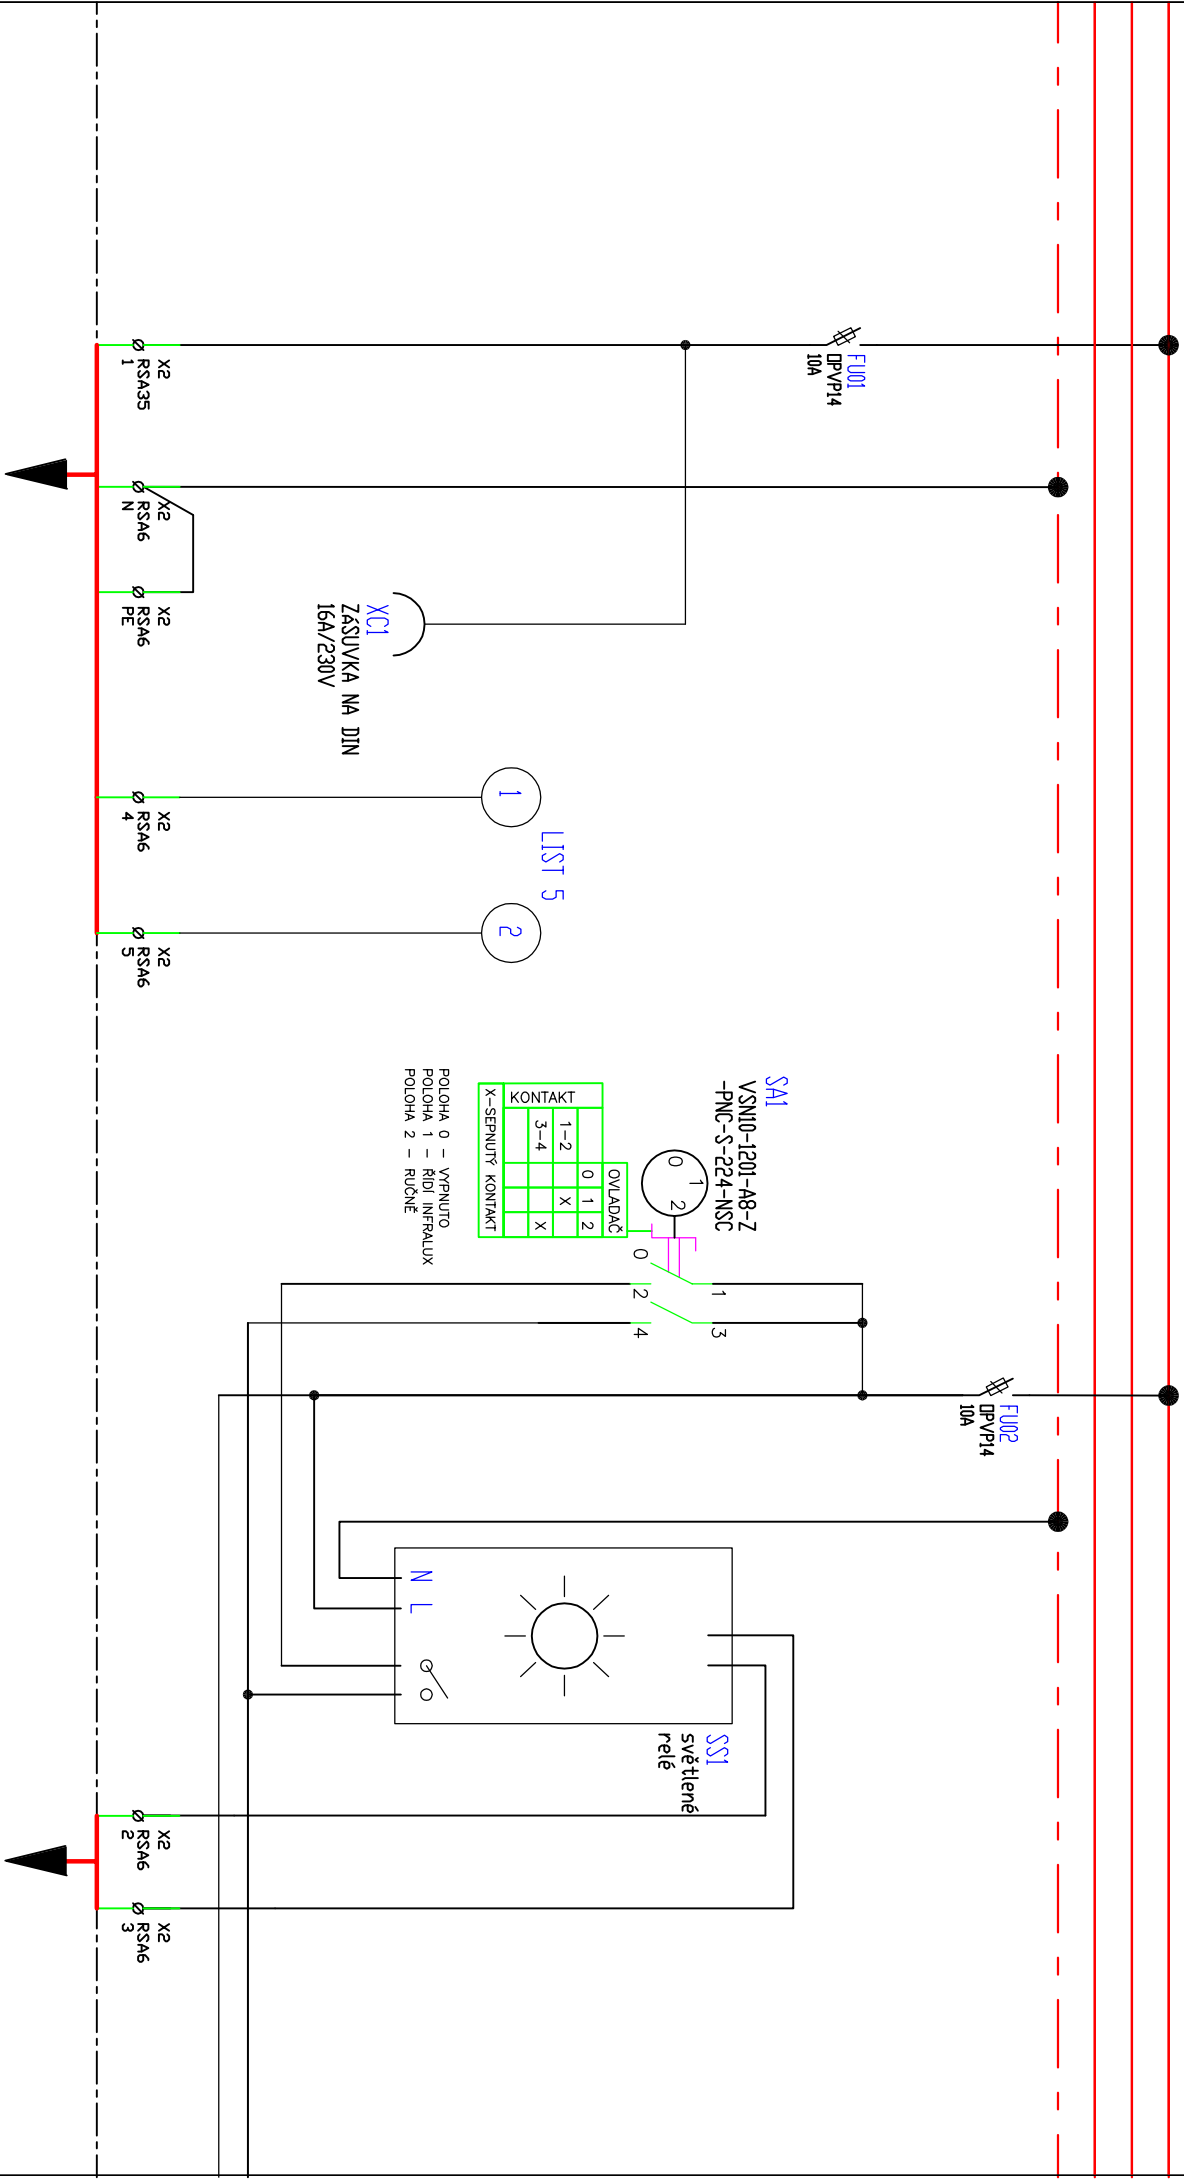 FU01
OPVP14
10A
X2
RSA35
1
X2
RSA6
N
X2
RSA6
PE
XC1
ZÁSUVKA NA DIN
16A/230V
1
LIST 5
2
X2
RSA6
4
X2
RSA6
5
SA1
VSN10-1201-A8-Z
-PNC-S-224-NSC
0 1 2
OVLADAČ
KONTAKT 0 1 2
1-2 X
3-4 X
X-SEPNUTÝ KONTAKT
POLOHA 0 - VYPNUTO
POLOHA 1 - ŘÍDÍ INFRALUX
POLOHA 2 - RUČNĚ
0
1
2
3
4
FU02
OPVP14
10A
N L
SS1
světlené
relé
X2
RSA6
2
X2
RSA6
3